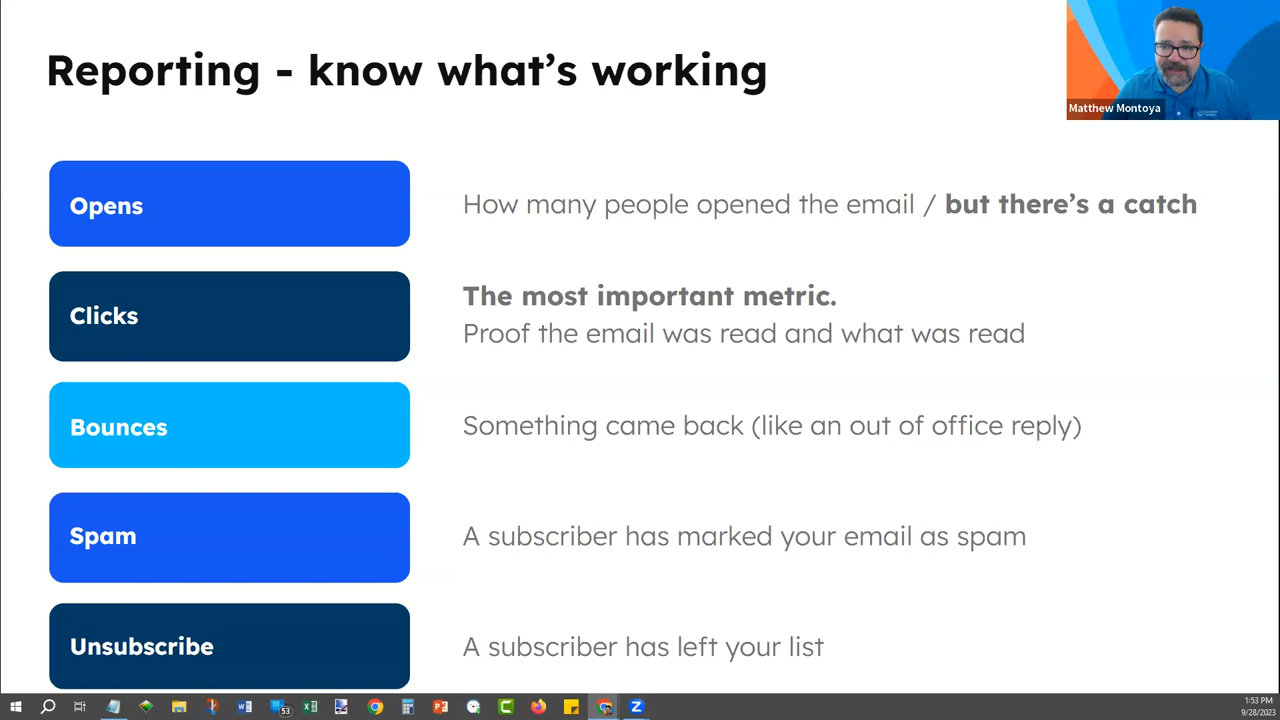 Reporting - know what's working
Matthew Montoya
Opens
How many people opened the email / but there's a catch
Clicks
The most important metric.
Proof the email was read and what was read
Bounces
Something came back (like an out of office reply)
Spam
A subscriber has marked your email as spam
Unsubscribe
A subscriber has left your list
53
1:53 PM
9/28/2023